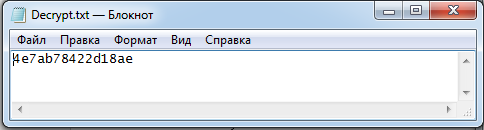 Decrypt.txt — Блокнот
Файл Правка Формат Вид Справка
4e7ab78422d18ae